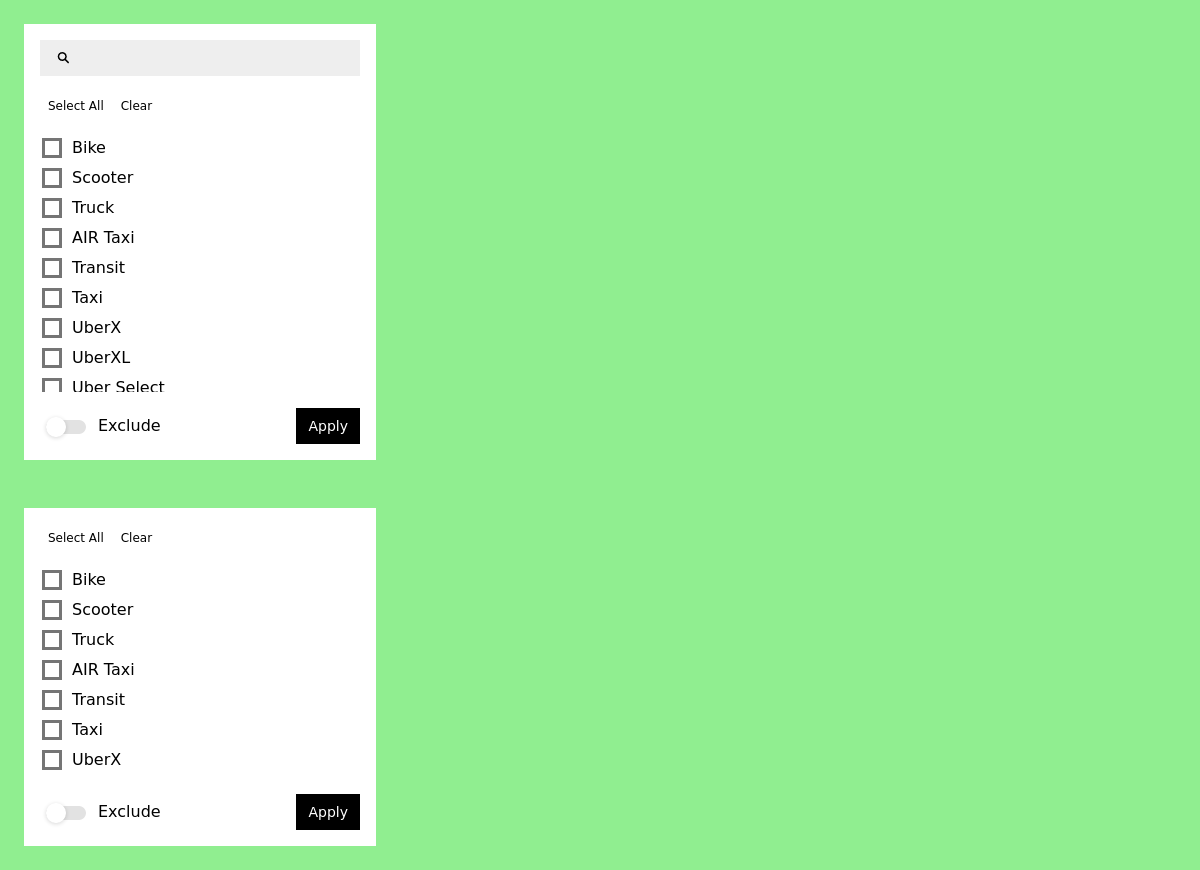 Select All Clear
Bike
Scooter
Truck
AIR Taxi
Transit
Taxi
UberX
UberXL
Uber Select
Exclude Apply
Select All Clear
Bike
Scooter
Truck
AIR Taxi
Transit
Taxi
UberX
Exclude Apply